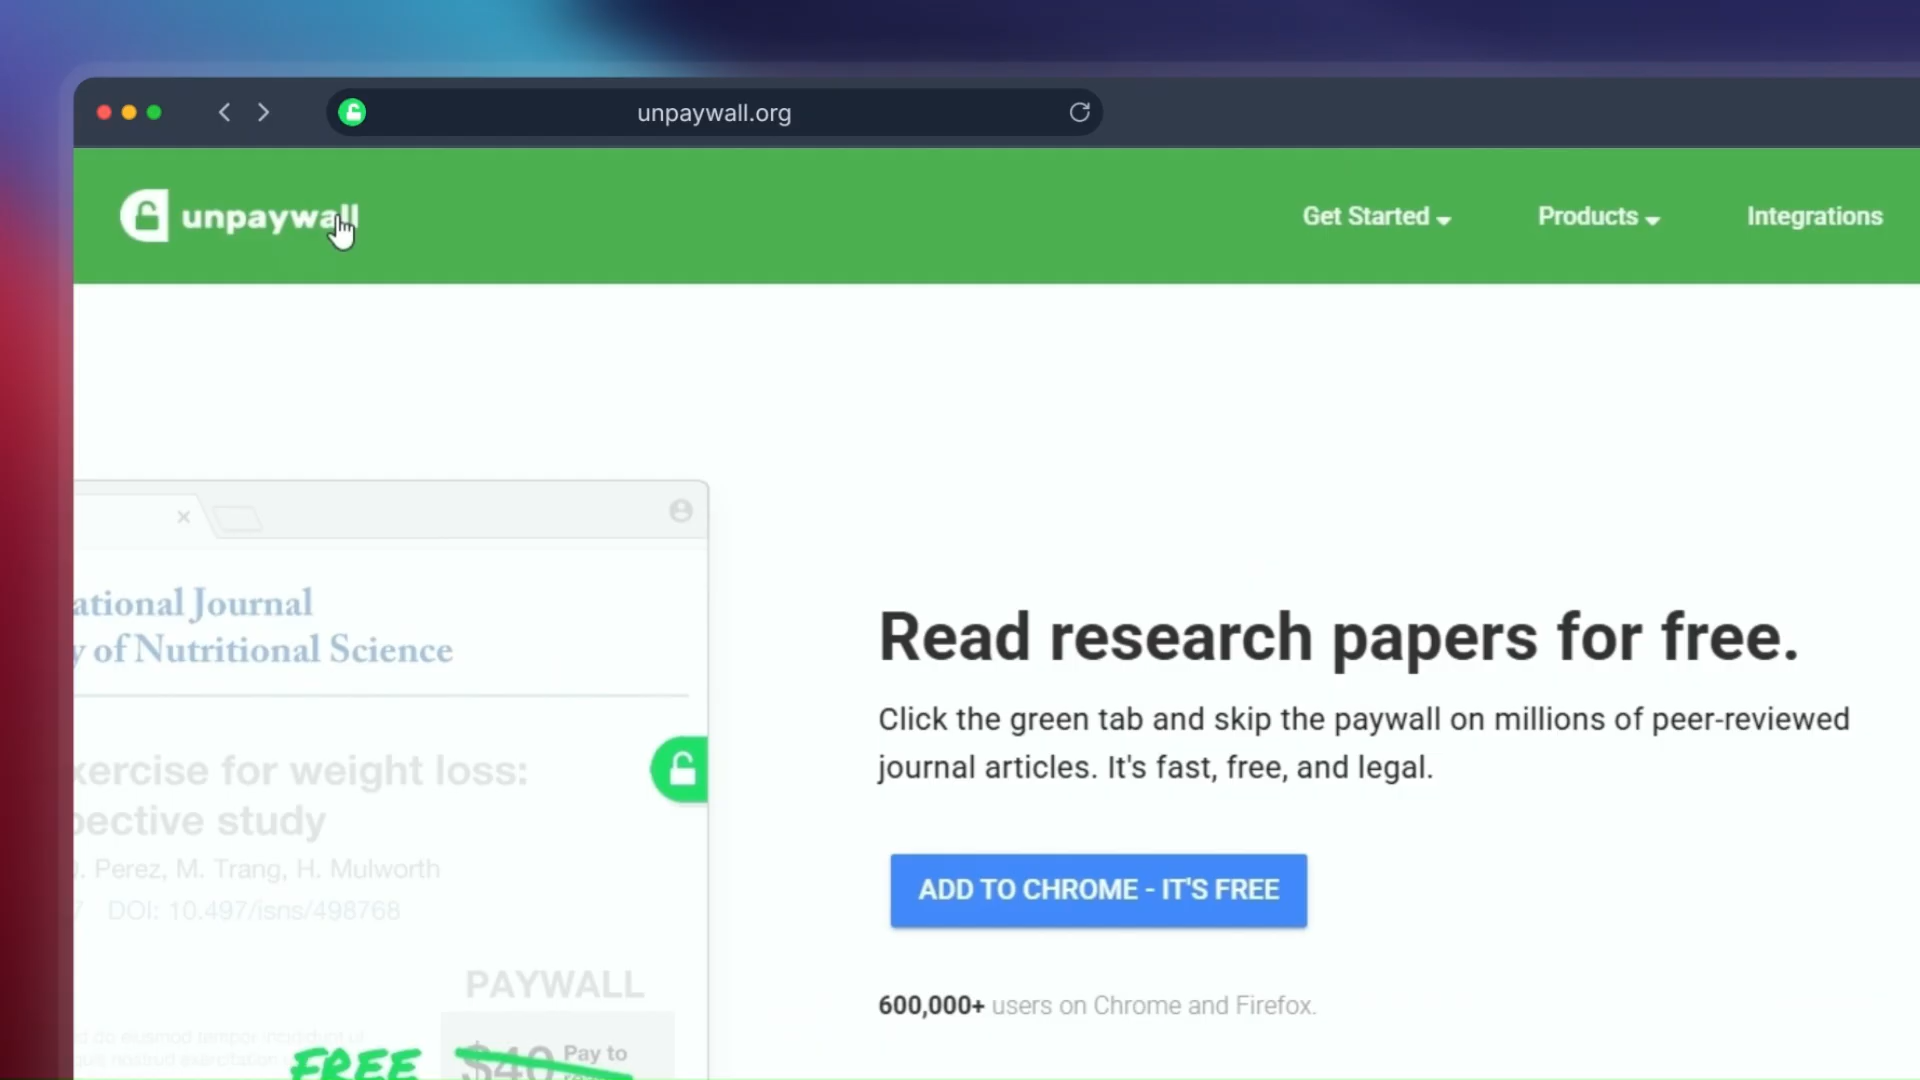 unpaywall.org
unpaywall
Get Started
Products
Integrations
ational Journal
y of Nutritional Science
xercise for weight loss:
pective study
. Perez, M. Trang, H. Mulworth
DOI: 10.497/isns/498768
PAYWALL
FREE
$40 Pay to
Read research papers for free.
Click the green tab and skip the paywall on millions of peer-reviewed
journal articles. It's fast, free, and legal.
ADD TO CHROME - IT'S FREE
600,000+ users on Chrome and Firefox.